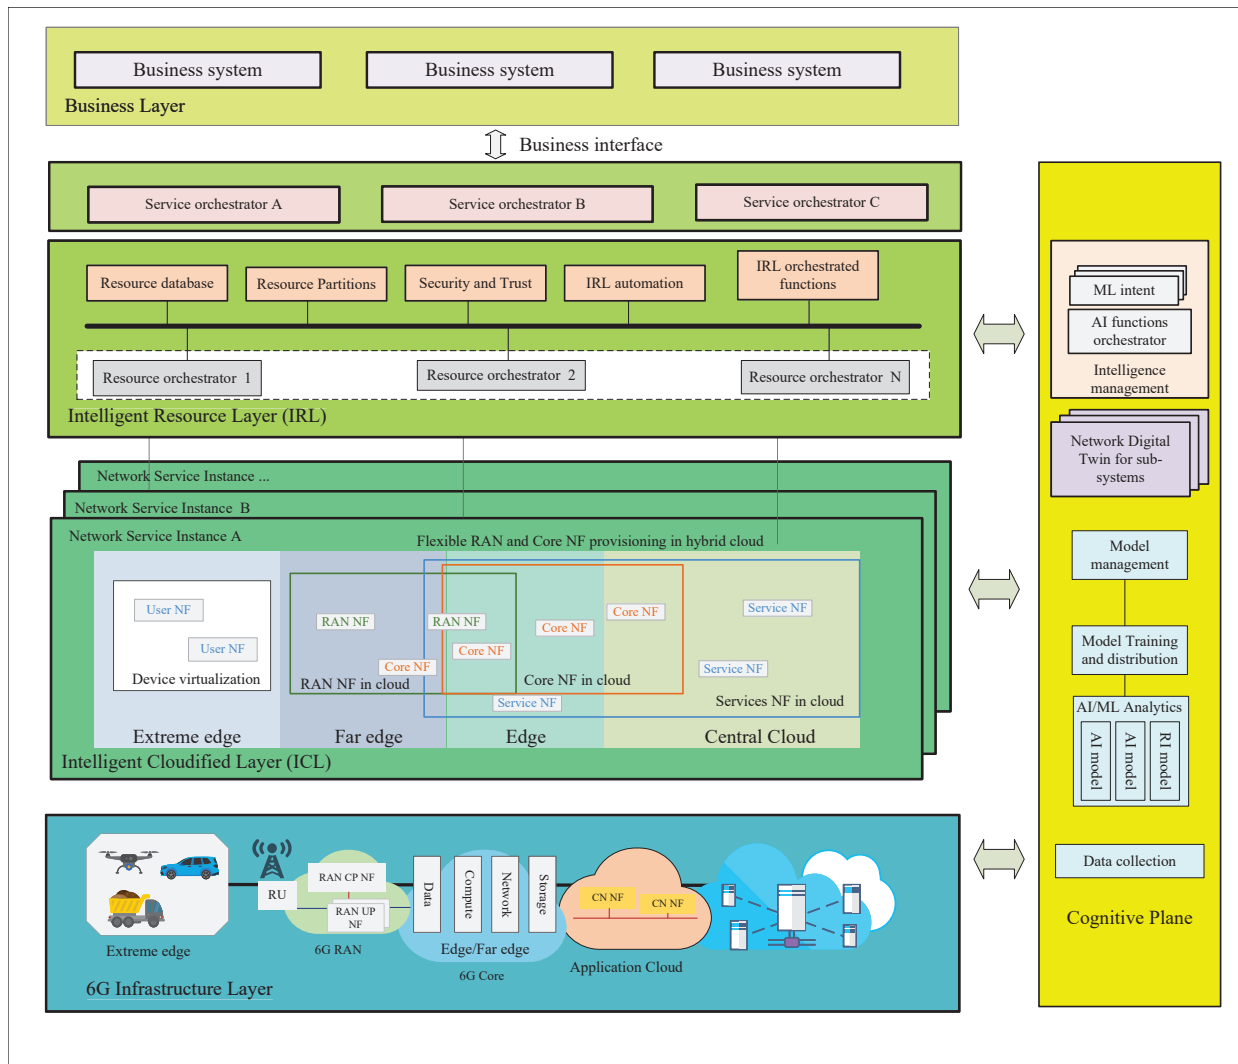 Business system
Business system
Business system
Business Layer
Business interface
Service orchestrator A
Service orchestrator B
Service orchestrator C
Resource database
Resource Partitions
Security and Trust
IRL automation
IRL orchestrated
functions
Resource orchestrator 1
Resource orchestrator 2
Resource orchestrator N
Intelligent Resource Layer (IRL)
Network Service Instance ...
Network Service Instance B
Network Service Instance A
Flexible RAN and Core NF provisioning in hybrid cloud
User NF
User NF
Device virtualization
RAN NF
RAN NF
Core NF
Core NF
Core NF
Core NF
Service NF
Service NF
Service NF
RAN NF in cloud
Core NF in cloud
Services NF in cloud
Extreme edge
Far edge
Edge
Central Cloud
Intelligent Cloudified Layer (ICL)
Extreme edge
RU
RAN CP NF
RAN UP
NF
6G RAN
Data
Compute
Network
Storage
Edge/Far edge
6G Core
CN NF
CN NF
Application Cloud
6G Infrastructure Layer
ML intent
AI functions
orchestrator
Intelligence
management
Network Digital
Twin for sub-
systems
Model
management
Model Training
and distribution
AI/ML Analytics
AI model
AI model
RI model
Data collection
Cognitive Plane